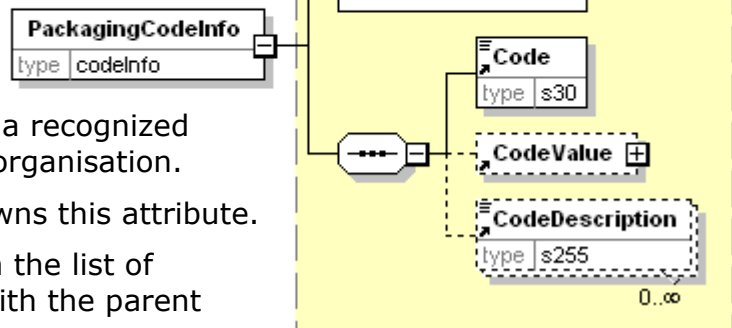 PackagingCodeInfo
type codeInfo
a recognized
organisation.
wns this attribute.
the list of
ith the parent
Code
type s30
CodeValue
CodeDescription
type s255
0..∞